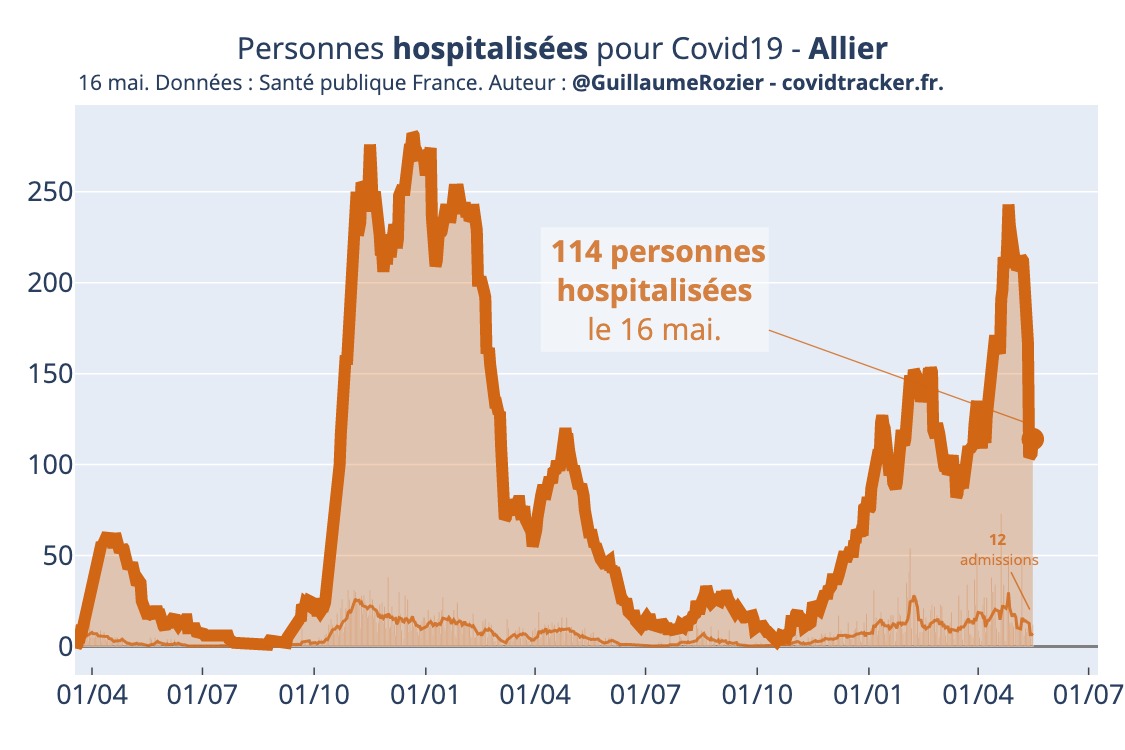 Personnes hospitalisées pour Covid19 - Allier
16 mai. Données : Santé publique France. Auteur : @GuillaumeRozier - covidtracker.fr.
250
200
150
100
50
0
114 personnes
hospitalisées
le 16 mai.
12
admissions
01/04 01/07 01/10 01/01 01/04 01/07 01/10 01/01 01/04 01/07